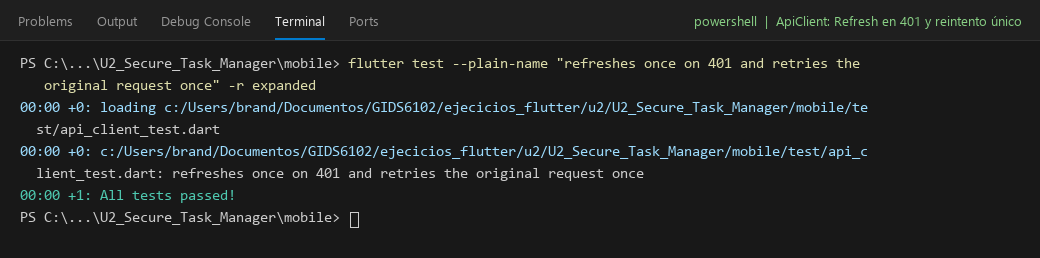 Problems Output Debug Console Terminal Ports powershell | ApiClient: Refresh en 401 y reintento único
PS C:\...\U2_Secure_Task_Manager\mobile> flutter test --plain-name "refreshes once on 401 and retries the
original request once" -r expanded
00:00 +0: loading c:/Users/brand/Documentos/GIDS6102/ejecicios_flutter/u2/U2_Secure_Task_Manager/mobile/te
st/api_client_test.dart
00:00 +0: c:/Users/brand/Documentos/GIDS6102/ejecicios_flutter/u2/U2_Secure_Task_Manager/mobile/test/api_c
lient_test.dart: refreshes once on 401 and retries the original request once
00:00 +1: All tests passed!
PS C:\...\U2_Secure_Task_Manager\mobile>